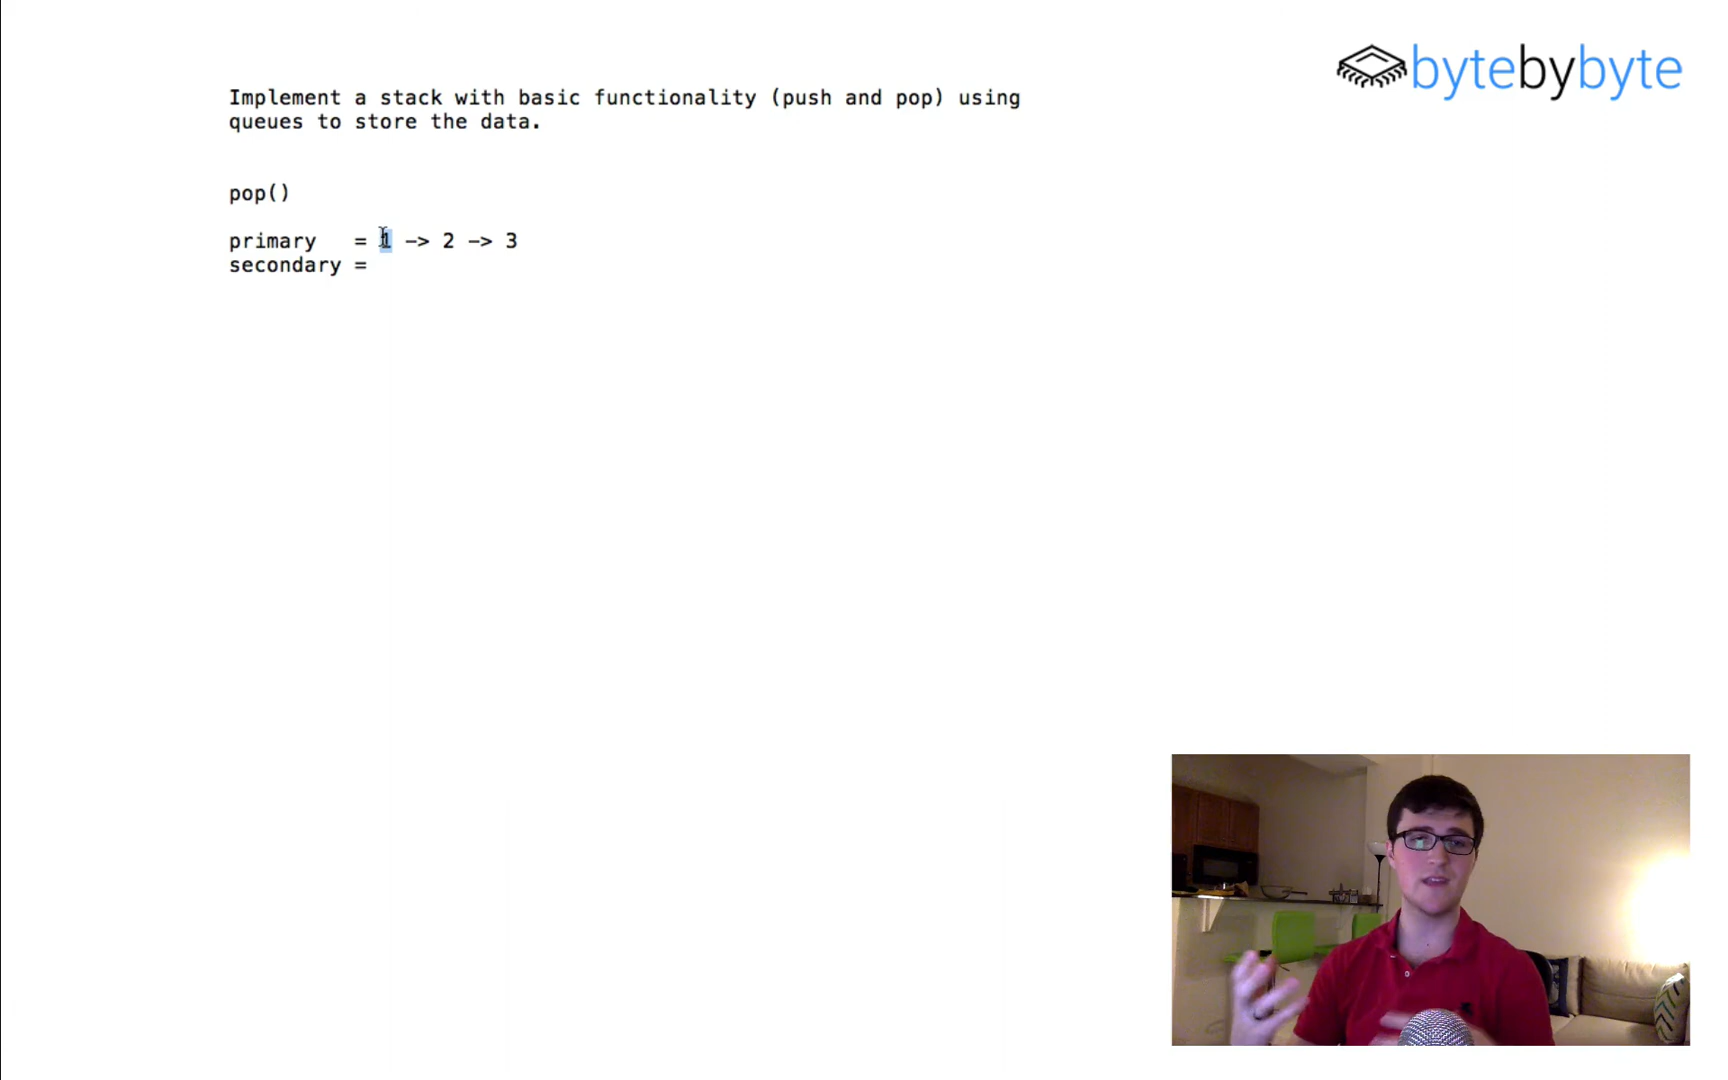 bytebybyte
Implement a stack with basic functionality (push and pop) using
queues to store the data.
pop()
primary   = 1 -> 2 -> 3
secondary =